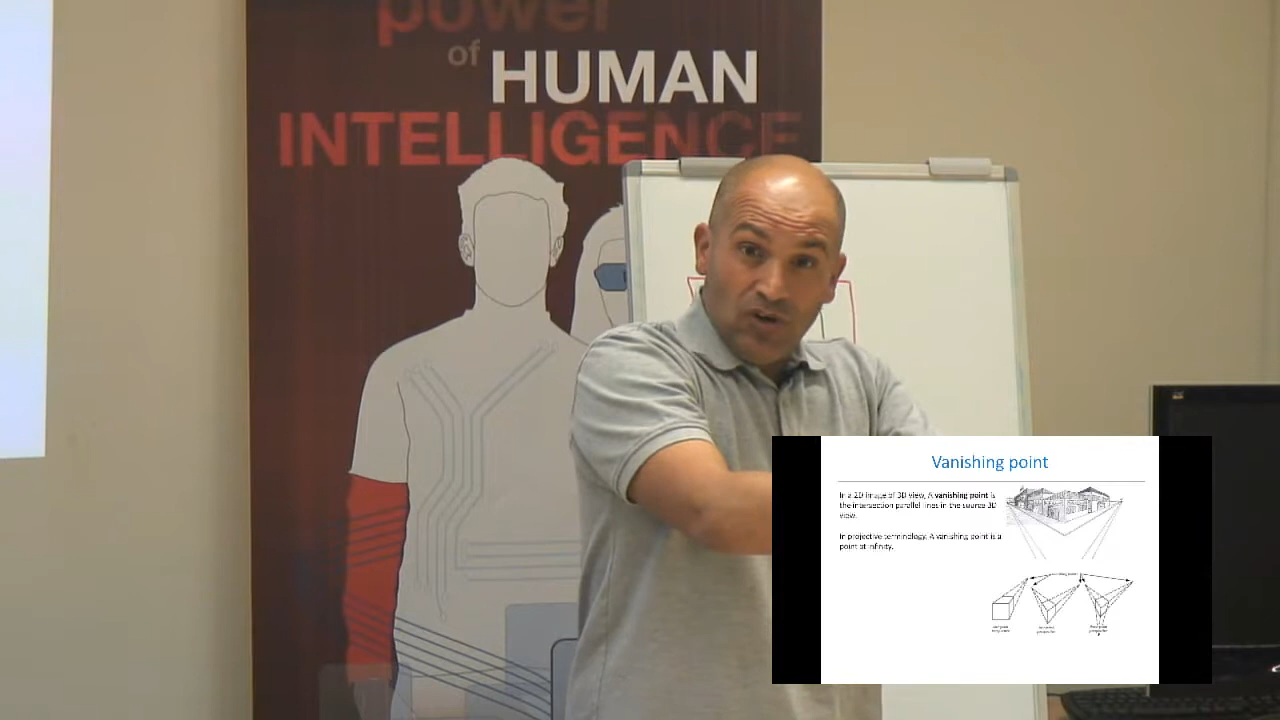 power
of HUMAN
INTELLIGENCE
Vanishing point
In a 2D image of 3D view, A vanishing point is
the intersection parallel lines in the source 3D
view.
In projective terminology, A vanishing point is a
point at infinity.